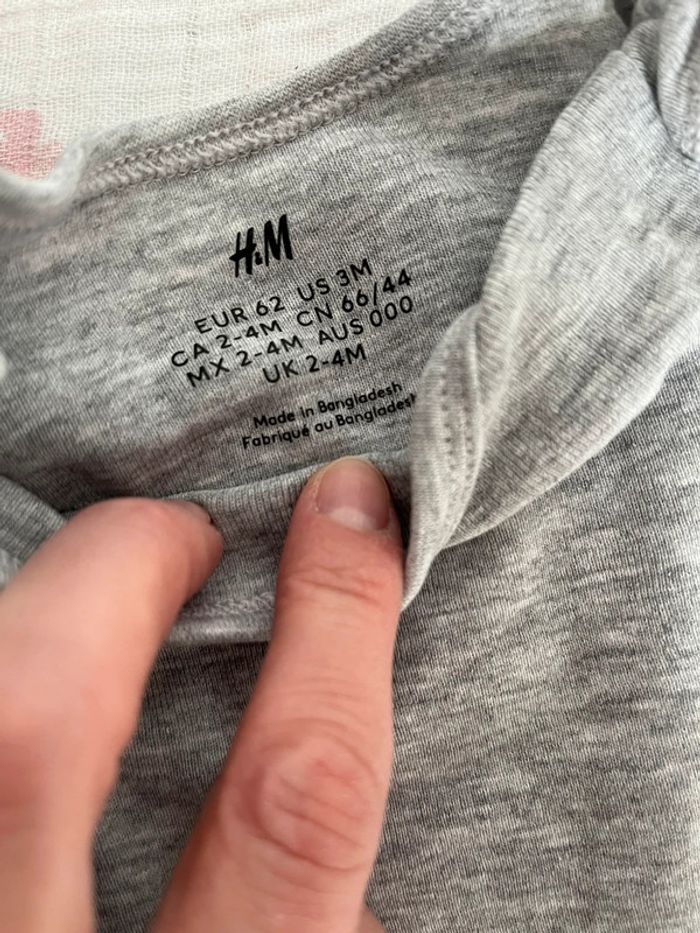 H&M
EUR 62 US 3M
CA 2-4M CN 66/44
MX 2-4M AUS 000
UK 2-4M
Made in Bangladesh
Fabriqué au Bangladesh